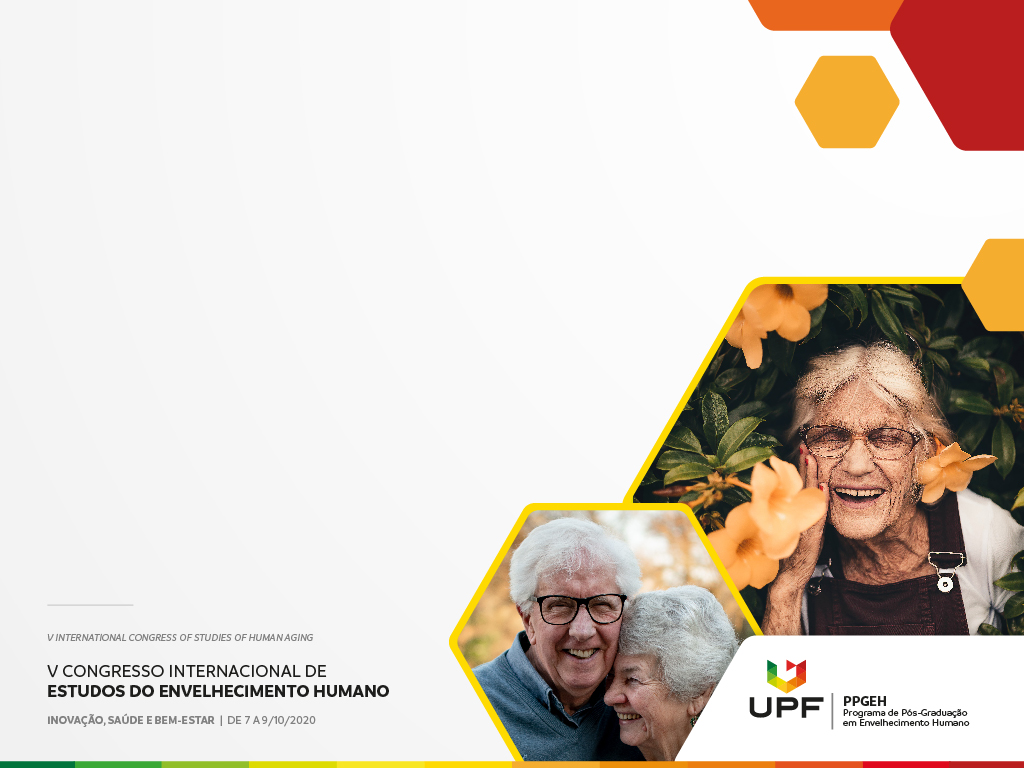 V INTERNATIONAL CONGRESS OF STUDIES OF HUMAN AGING
V CONGRESSO INTERNACIONAL DE
ESTUDOS DO ENVELHECIMENTO HUMANO
INOVAÇÃO, SAÚDE E BEM-ESTAR | DE 7 A 9/10/2020
UPF
PPGEH
Programa de Pós-Graduação
em Envelhecimento Humano